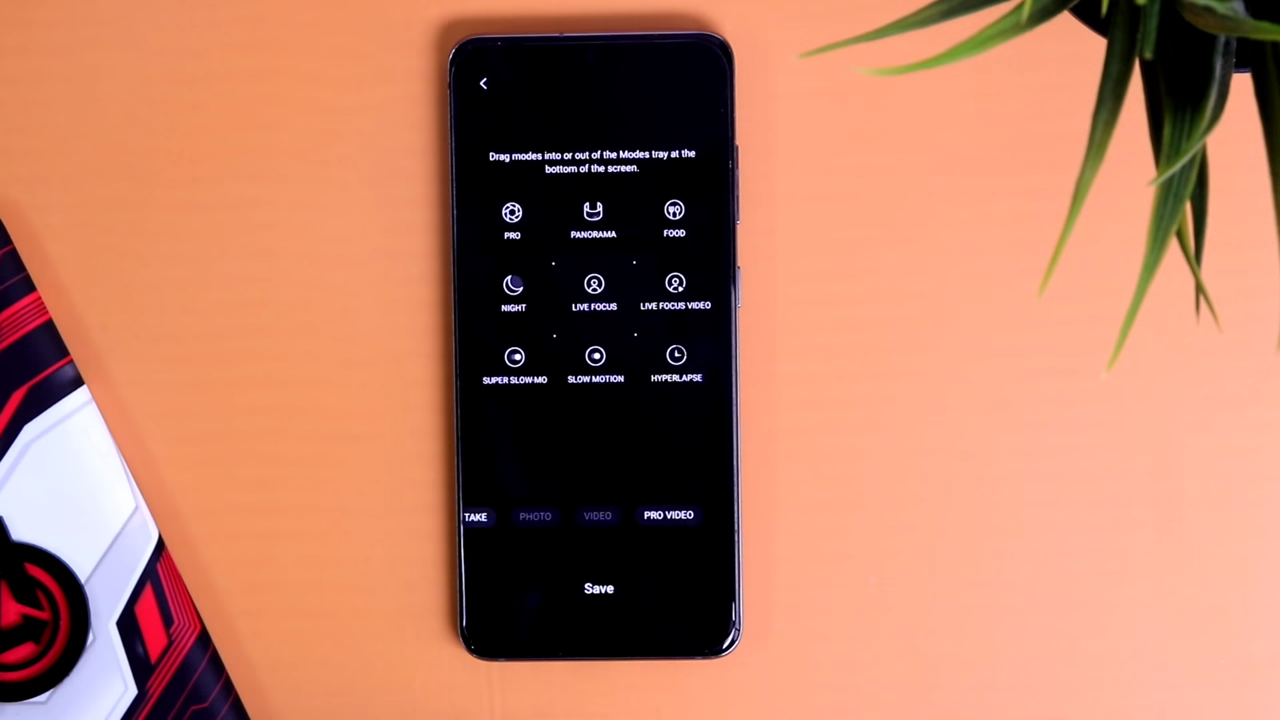 Drag modes into or out of the Modes tray at the
bottom of the screen.
PRO PANORAMA FOOD
NIGHT LIVE FOCUS LIVE FOCUS VIDEO
SUPER SLOW-MO SLOW MOTION HYPERLAPSE
TAKE PHOTO VIDEO PRO VIDEO
Save